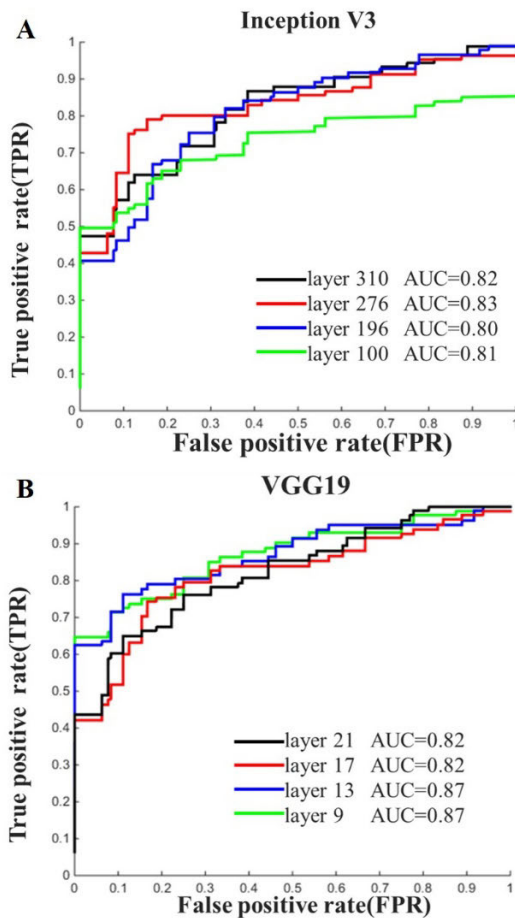 A
Inception V3
True positive rate(TPR)
1
0.9
0.8
0.7
0.6
0.5
0.4
0.3
0.2
0.1
0
layer 310 AUC=0.82
layer 276 AUC=0.83
layer 196 AUC=0.80
layer 100 AUC=0.81
0 0.1 0.2 0.3 0.4 0.5 0.6 0.7 0.8 0.9 1
False positive rate(FPR)
B
VGG19
True positive rate(TPR)
1
0.9
0.8
0.7
0.6
0.5
0.4
0.3
0.2
0.1
0
layer 21 AUC=0.82
layer 17 AUC=0.82
layer 13 AUC=0.87
layer 9 AUC=0.87
0 0.1 0.2 0.3 0.4 0.5 0.6 0.7 0.8 0.9 1
False positive rate(FPR)